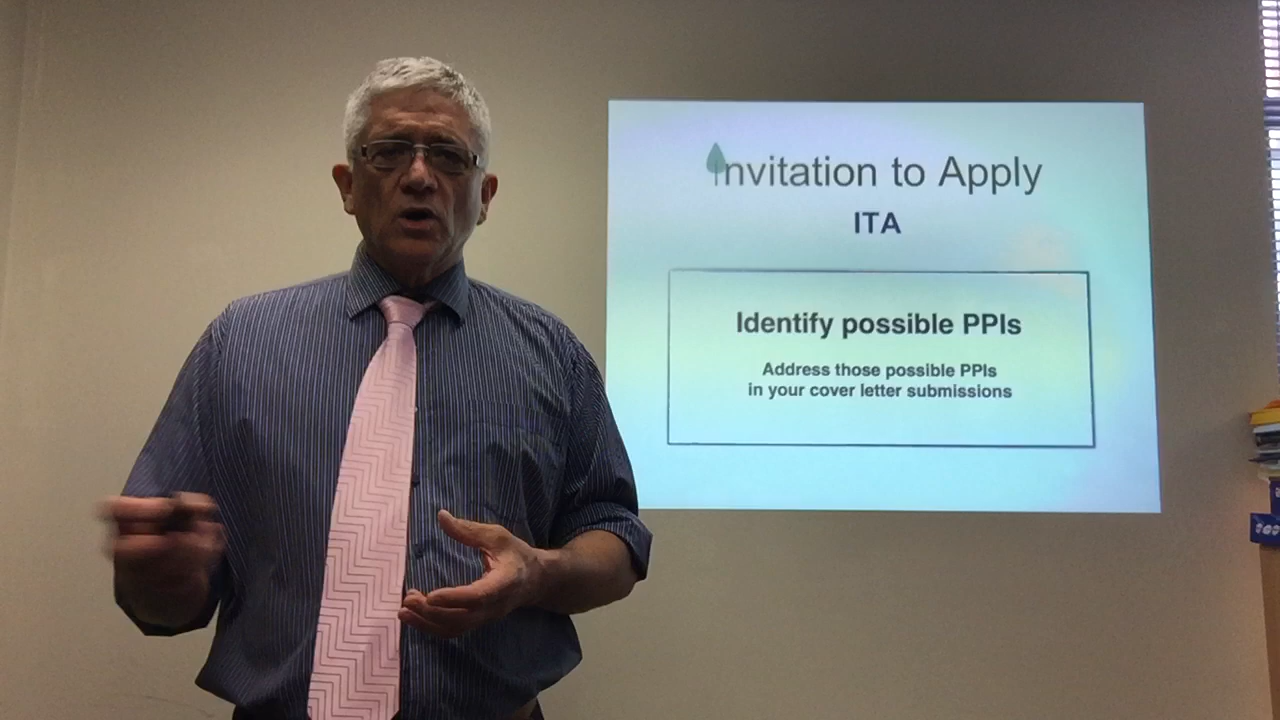 invitation to Apply
ITA
Identify possible PPIs
Address those possible PPIs
in your cover letter submissions